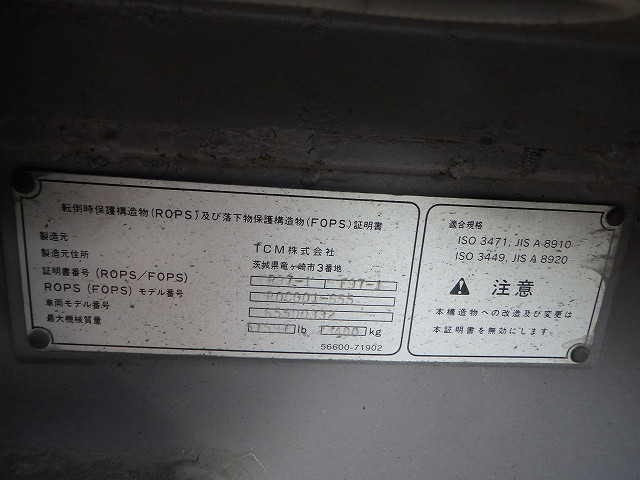 転倒時保護構造物(ROPS)及び落下物保護構造物(FOPS)証明書
製造元 TCM株式会社
製造元住所 茨城県竜ヶ崎市3番地
証明書番号(ROPS/FOPS)
ROPS(FOPS)モデル番号
車両モデル番号
最大機械質量 lb kg
56600-71902
適合規格
ISO 3471, JIS A 8910
ISO 3449, JIS A 8920
注意
本構造物への改造及び変更は
本証明書を無効にします。